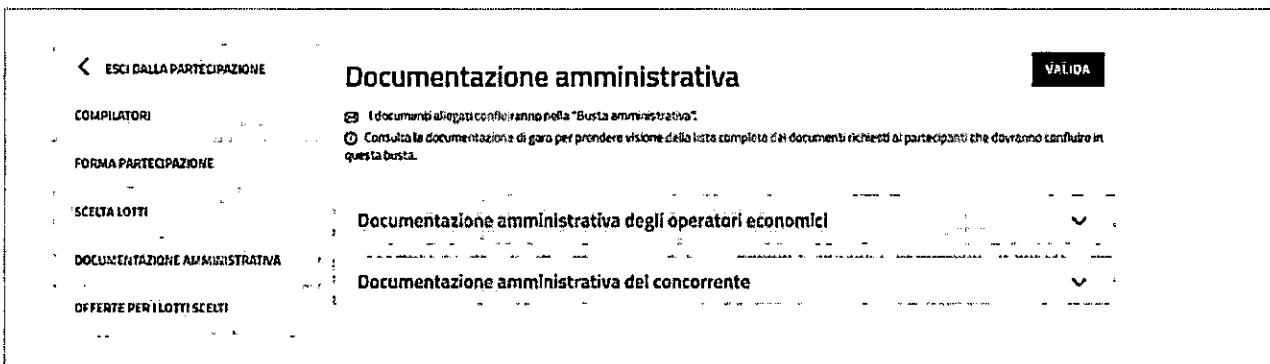 ESCI DALLA PARTECIPAZIONE
COMPILATORI
FORMA PARTECIPAZIONE
SCELTA LOTTI
DOCUMENTAZIONE AMMINISTRATIVA
OFFERTE PER I LOTTI SCELTI
Documentazione amministrativa
VALIDA
I documenti allegati confluiranno nella "Busta amministrativa".
Consulta la documentazione di gara per prendere visione della lista completa dei documenti richiesti ai partecipanti che dovranno confluire in
questa busta.
Documentazione amministrativa degli operatori economici
Documentazione amministrativa del concorrente